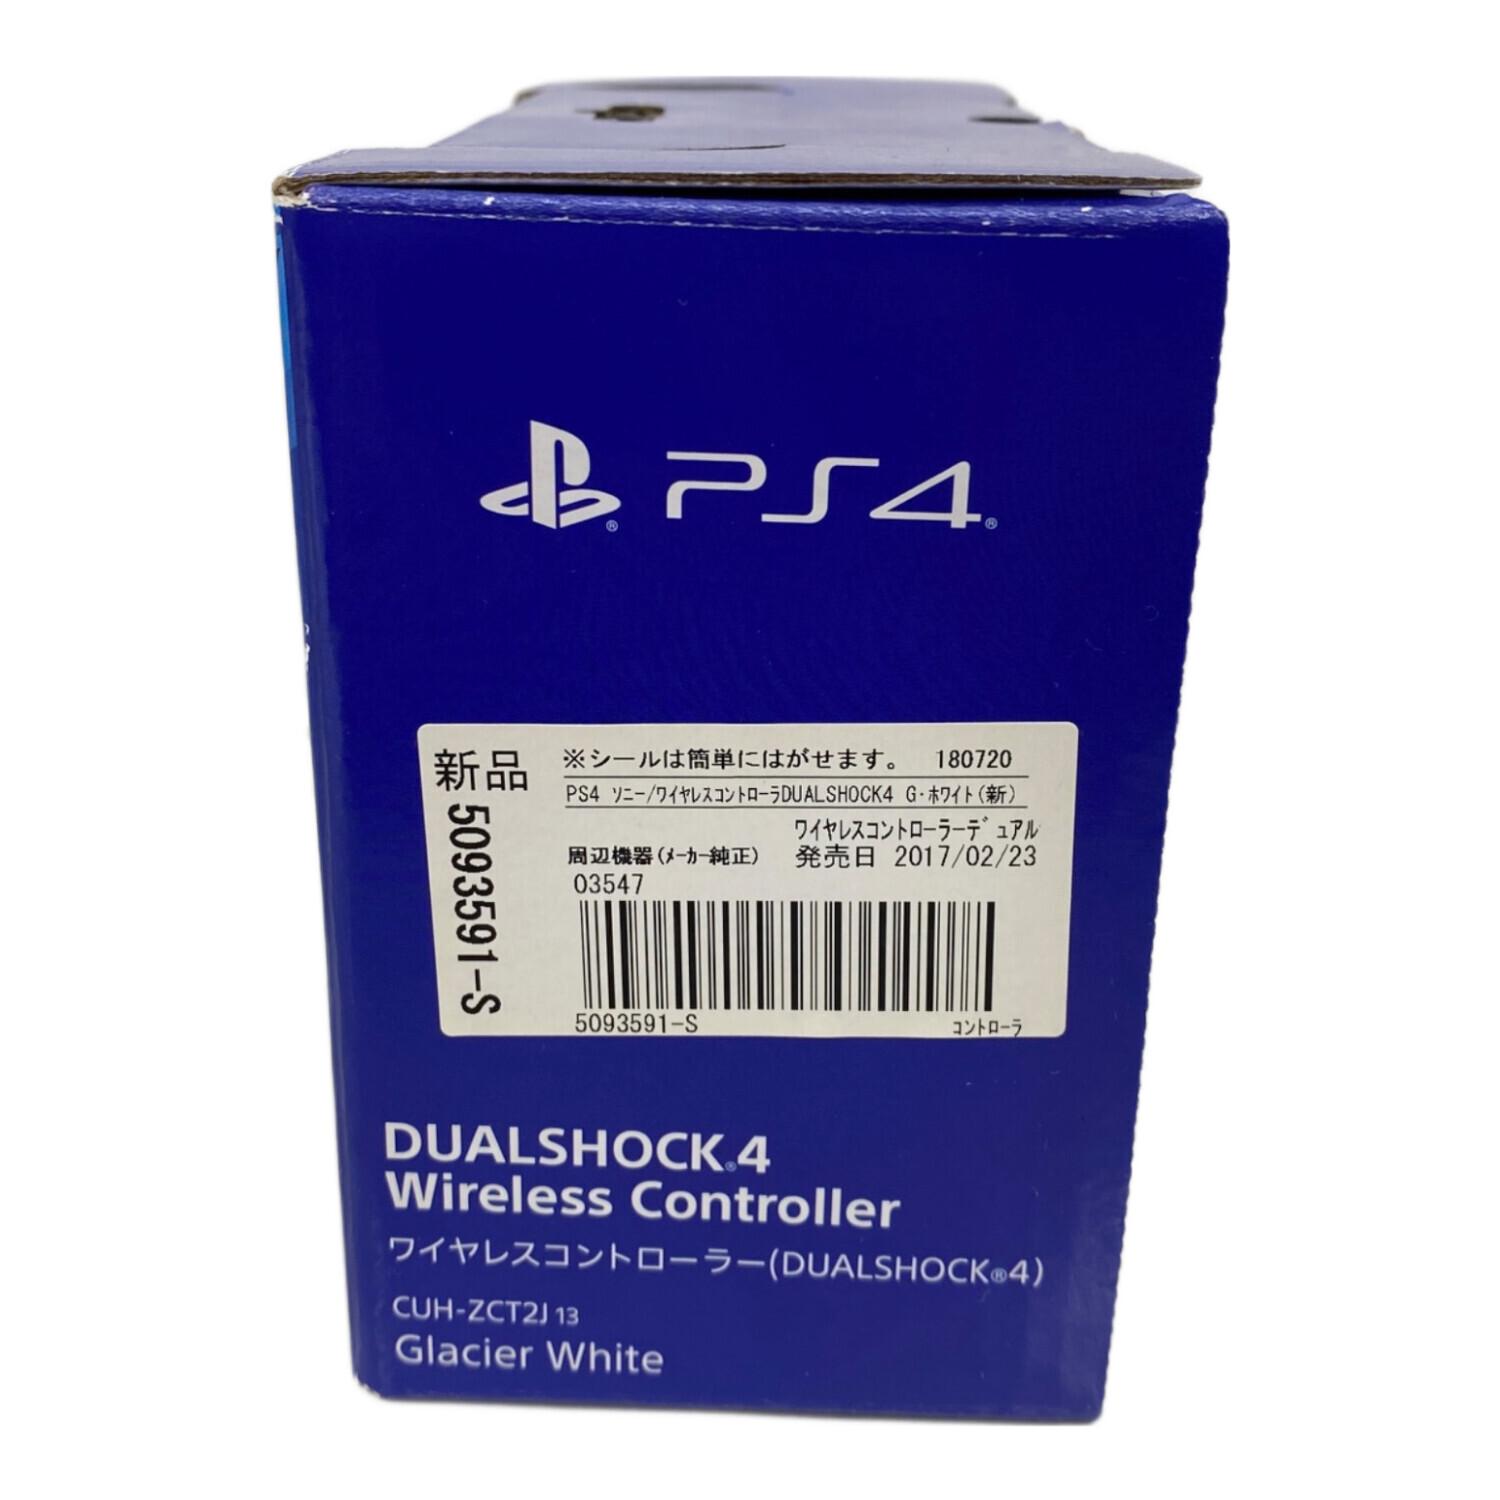 PS4®
新品
※シールは簡単にはがせます。 180720
PS4 ソニー/ワイヤレスコントローラDUALSHOCK4 G・ホワイト(新)
ワイヤレスコントローラーデュアル
周辺機器(メーカー純正) 発売日 2017/02/23
03547
5093591-S
5093591-S コントローラ
DUALSHOCK®4
Wireless Controller
ワイヤレスコントローラー(DUALSHOCK®4)
CUH-ZCT2J 13
Glacier White